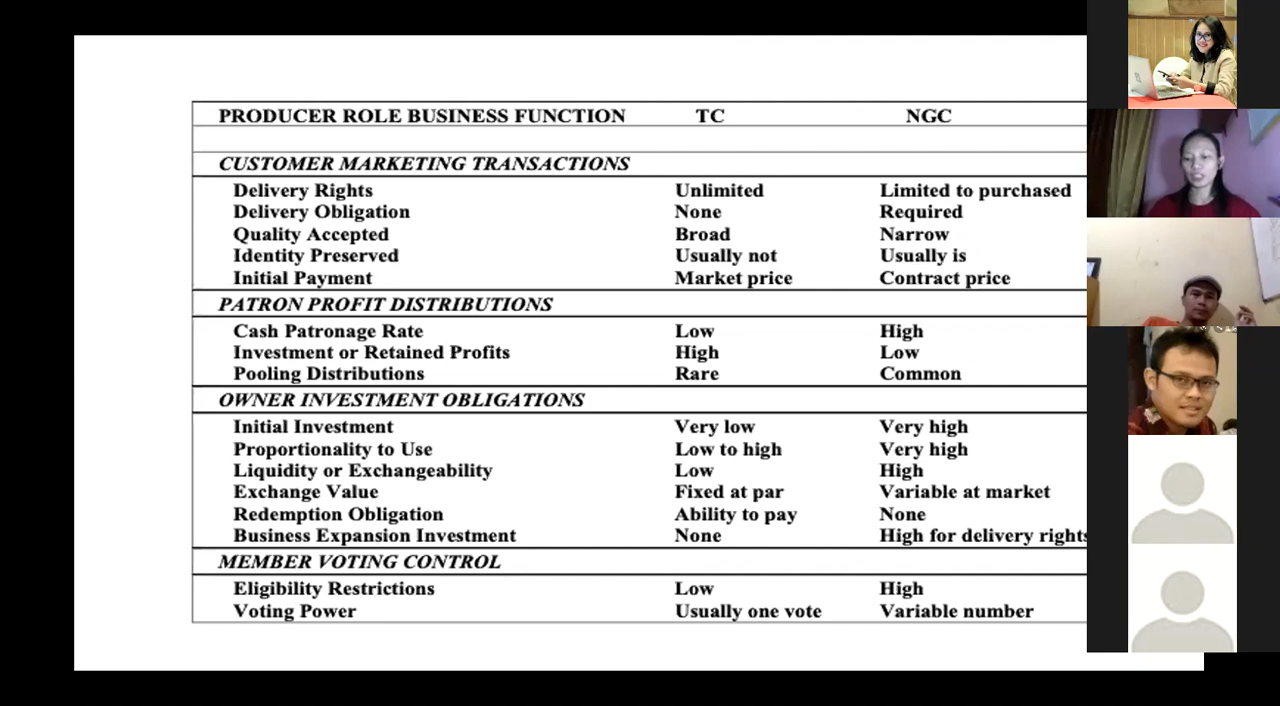 PRODUCER ROLE BUSINESS FUNCTION TC NGC
CUSTOMER MARKETING TRANSACTIONS
Delivery Rights Unlimited Limited to purchased
Delivery Obligation None Required
Quality Accepted Broad Narrow
Identity Preserved Usually not Usually is
Initial Payment Market price Contract price
PATRON PROFIT DISTRIBUTIONS
Cash Patronage Rate Low High
Investment or Retained Profits High Low
Pooling Distributions Rare Common
OWNER INVESTMENT OBLIGATIONS
Initial Investment Very low Very high
Proportionality to Use Low to high Very high
Liquidity or Exchangeability Low High
Exchange Value Fixed at par Variable at market
Redemption Obligation Ability to pay None
Business Expansion Investment None High for delivery rights
MEMBER VOTING CONTROL
Eligibility Restrictions Low High
Voting Power Usually one vote Variable number